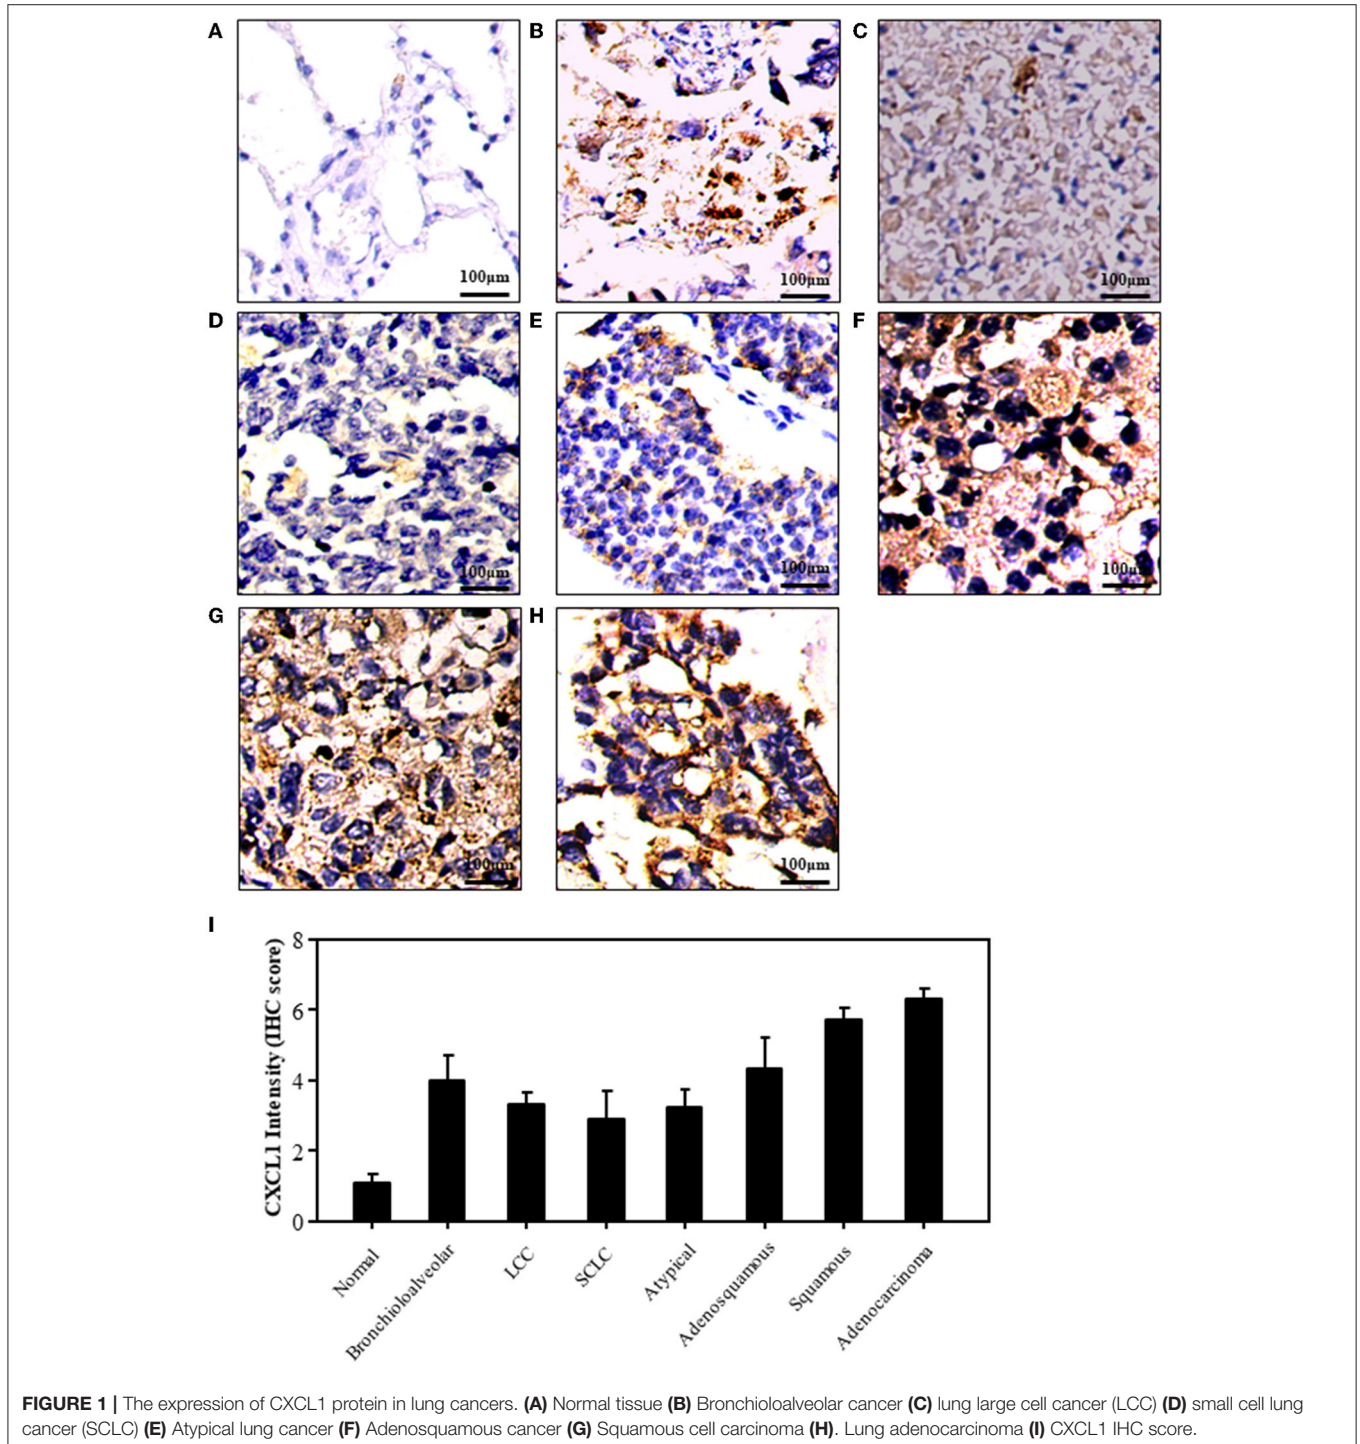 A
B
C
100µm
100µm
100µm
D
E
F
100µm
100µm
100µm
G
H
100µm
100µm
I
CXCL1 Intensity (IHC score)
8
6
4
2
0
Normal
Bronchioloalveolar
LCC
SCLC
Atypical
Adenosquamous
Squamous
Adenocarcinoma
FIGURE 1 | The expression of CXCL1 protein in lung cancers. (A) Normal tissue (B) Bronchioloalveolar cancer (C) lung large cell cancer (LCC) (D) small cell lung
cancer (SCLC) (E) Atypical lung cancer (F) Adenosquamous cancer (G) Squamous cell carcinoma (H). Lung adenocarcinoma (I) CXCL1 IHC score.